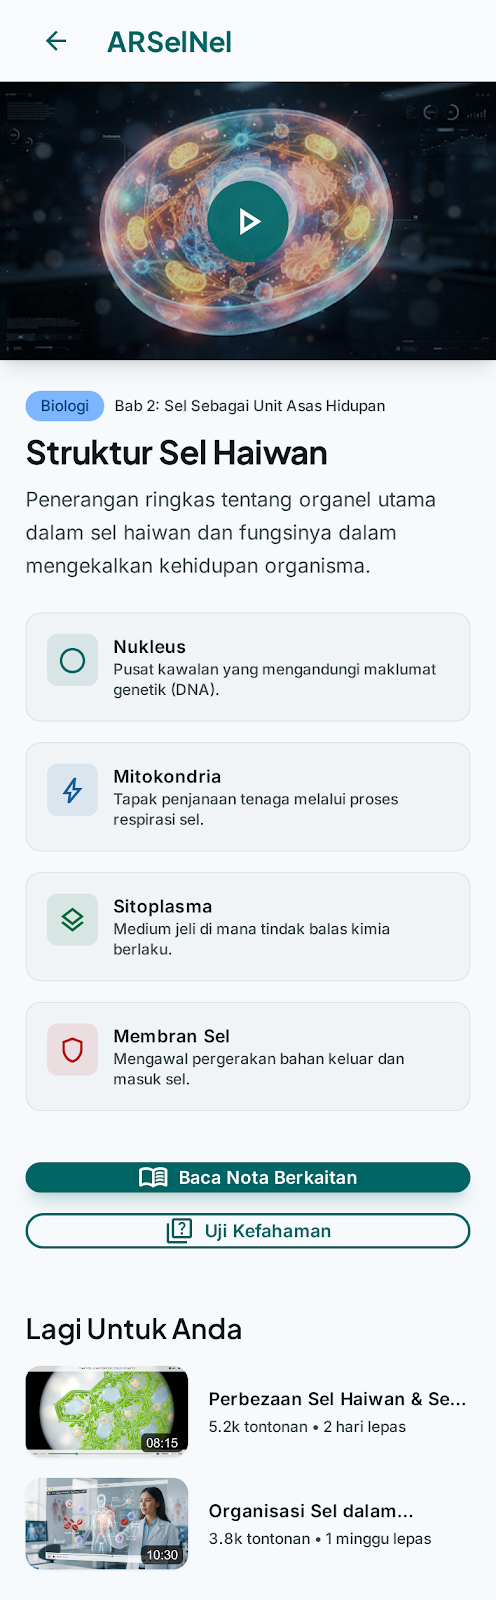 ARSelNel
Biologi
Bab 2: Sel Sebagai Unit Asas Hidupan
Struktur Sel Haiwan
Penerangan ringkas tentang organel utama
dalam sel haiwan dan fungsinya dalam
mengekalkan kehidupan organisma.
Nukleus
Pusat kawalan yang mengandungi maklumat
genetik (DNA).
Mitokondria
Tapak penjanaan tenaga melalui proses
respirasi sel.
Sitoplasma
Medium jeli di mana tindak balas kimia
berlaku.
Membran Sel
Mengawal pergerakan bahan keluar dan
masuk sel.
Baca Nota Berkaitan
Uji Kefahaman
Lagi Untuk Anda
08:15
Perbezaan Sel Haiwan & Se...
5.2k tontonan • 2 hari lepas
10:30
Organisasi Sel dalam...
3.8k tontonan • 1 minggu lepas